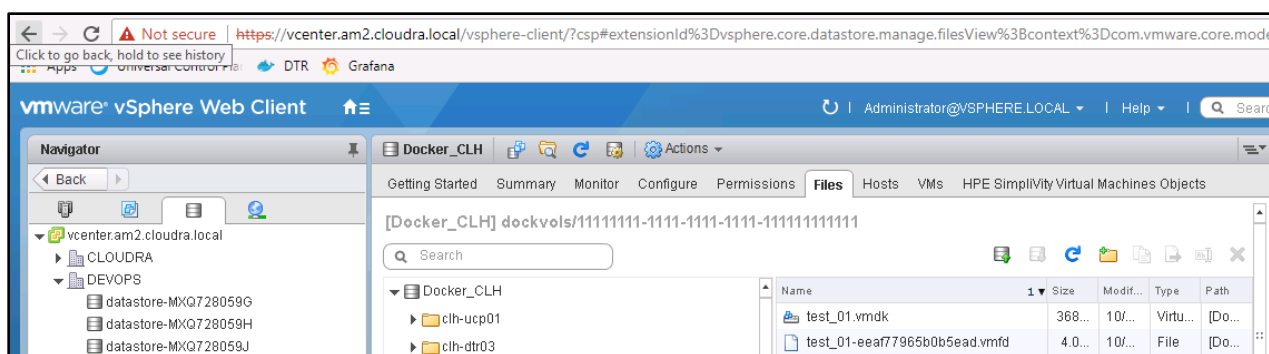 Not secure https://vcenter.am2.cloudra.local/vsphere-client/?csp#extensionId%3Dvsphere.core.datastore.manage.filesView%3Bcontext%3Dcom.vmware.core.mode
Click to go back, hold to see history
Apps DTR Grafana
vmware® vSphere Web Client Administrator@VSPHERE.LOCAL Help Searc
Navigator Docker_CLH Actions
Back Getting Started Summary Monitor Configure Permissions Files Hosts VMs HPE SimpliVity Virtual Machines Objects
[Docker_CLH] dockvols/11111111-1111-1111-1111-111111111111
vcenter.am2.cloudra.local
CLOUDRA Search
DEVOPS Docker_CLH Name 1 Size Modif... Type Path
datastore-MXQ728059G
datastore-MXQ728059H clh-ucp01 test_01.vmdk 368... 10/... Virtu... [Do...
datastore-MXQ728059J clh-dtr03 test_01-eeaf77965b0b5ead.vmfd 4.0... 10/... File [Do...